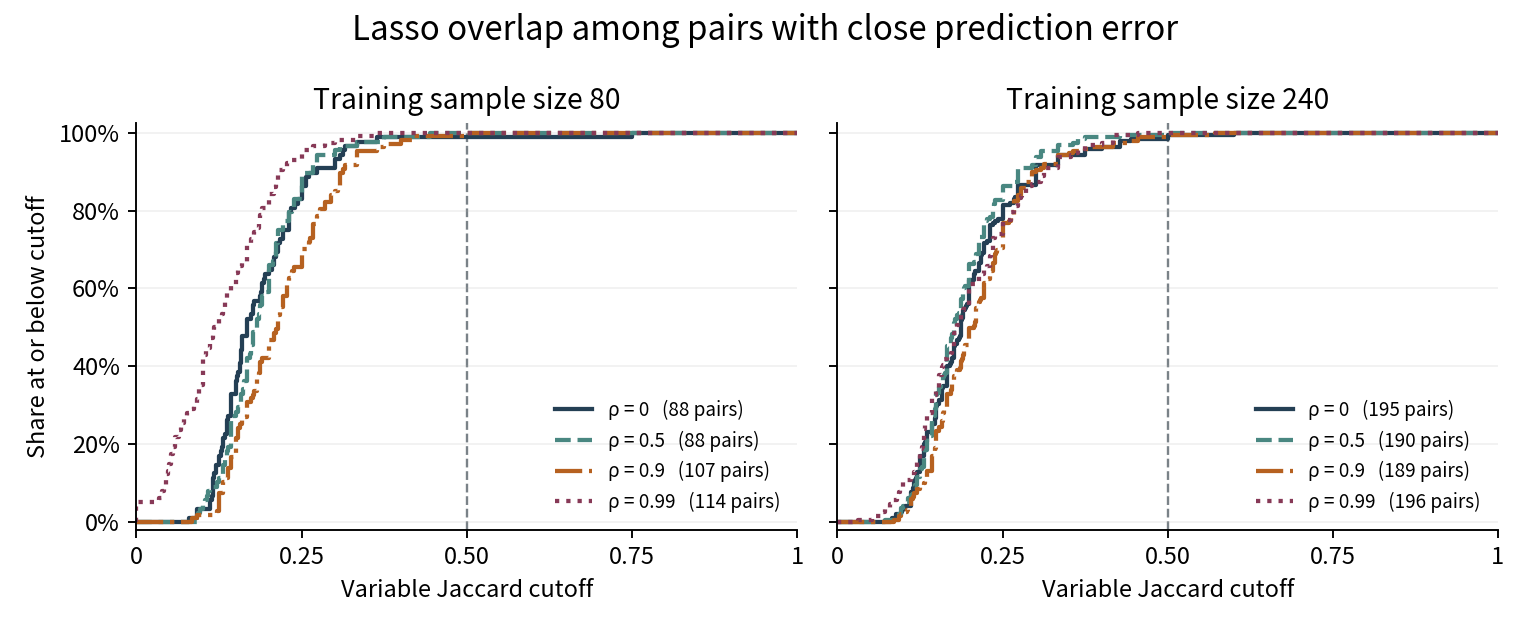 Lasso overlap among pairs with close prediction error
Training sample size 80
Share at or below cutoff
100%
80%
60%
40%
20%
0%
0
0.25
0.50
0.75
1
Variable Jaccard cutoff
ρ = 0 (88 pairs)
ρ = 0.5 (88 pairs)
ρ = 0.9 (107 pairs)
ρ = 0.99 (114 pairs)
Training sample size 240
0
0.25
0.50
0.75
1
Variable Jaccard cutoff
ρ = 0 (195 pairs)
ρ = 0.5 (190 pairs)
ρ = 0.9 (189 pairs)
ρ = 0.99 (196 pairs)